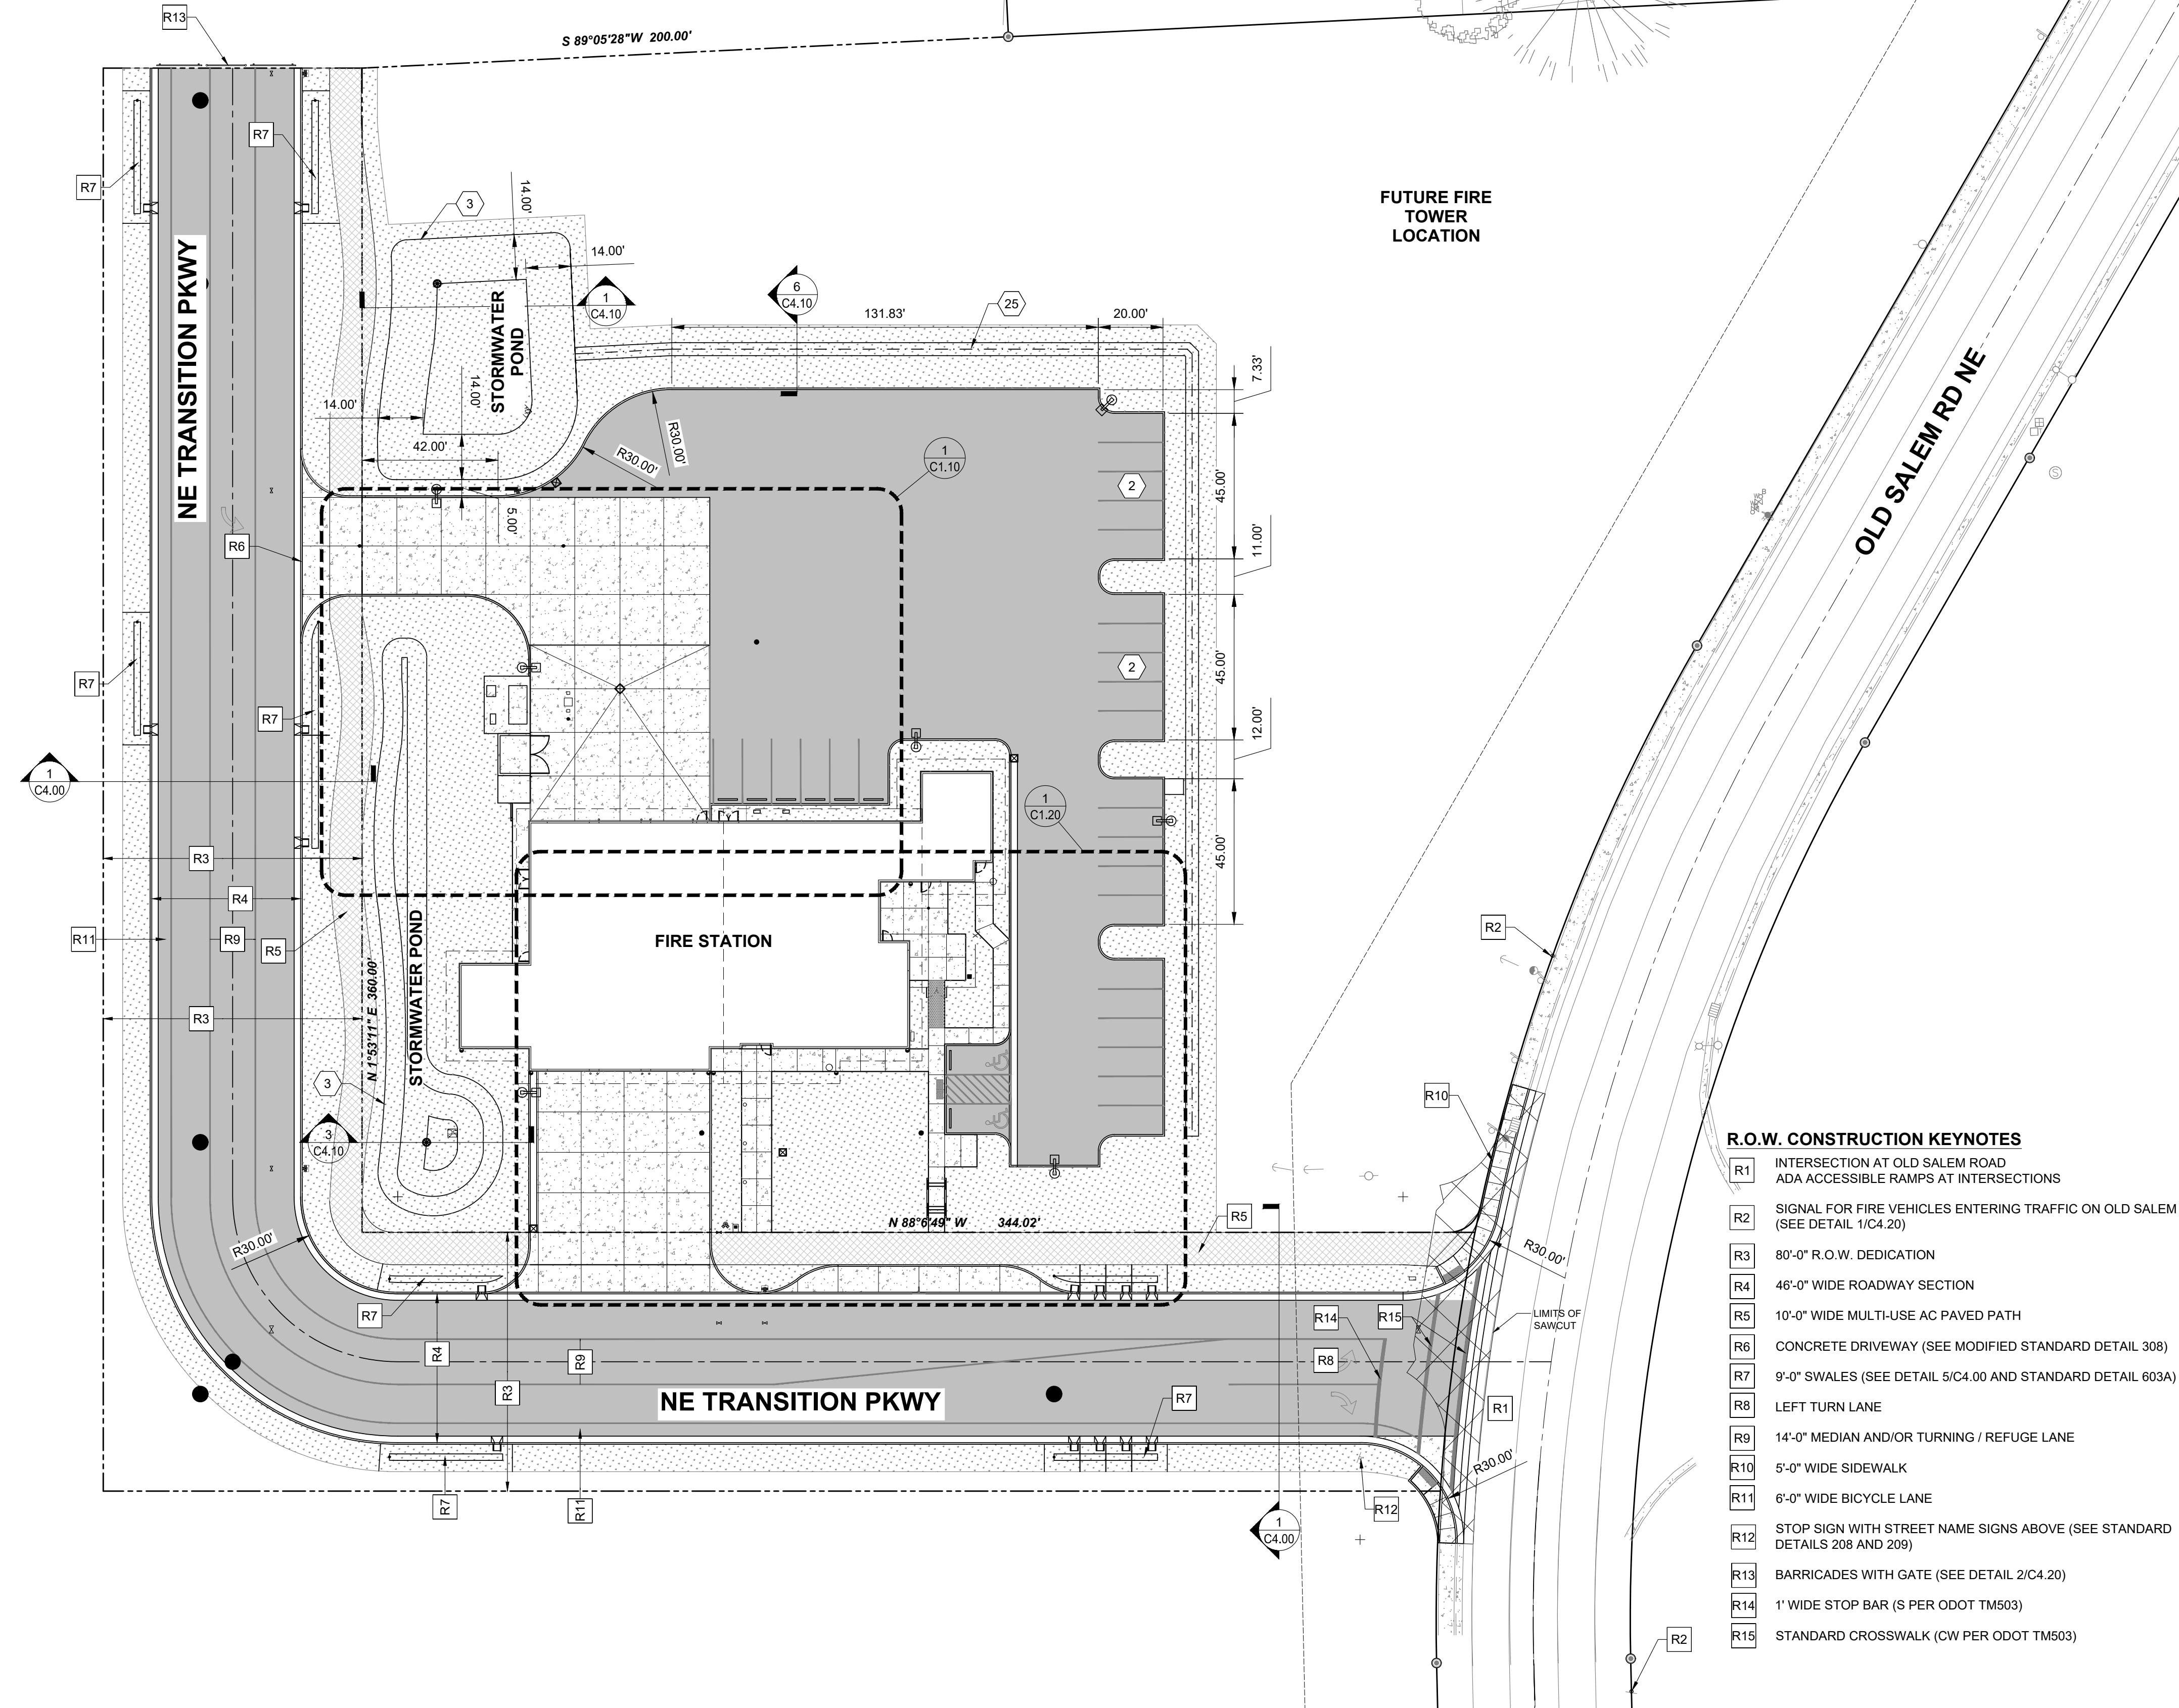 R13
S 89°05'28"W 200.00'
R7
R7
3
14.00'
14.00'
FUTURE FIRE
TOWER
LOCATION
NE TRANSITION PKWY
STORMWATER
POND
1
C4.10
6
C4.10
25
131.83'
20.00'
7.33'
14.00'
14.00'
42.00'
R30.00'
R30.00'
1
C1.10
2
45.00'
5.00'
11.00'
OLD SALEM RD NE
S
R6
2
45.00'
R7
R7
12.00'
1
C4.00
1
C1.20
45.00'
R3
R4
R11
R9
R5
FIRE STATION
R2
STORMWATER POND
N 1°53'11" E 360.00'
R3
3
3
C4.10
R10
R.O.W. CONSTRUCTION KEYNOTES
R1 INTERSECTION AT OLD SALEM ROAD
ADA ACCESSIBLE RAMPS AT INTERSECTIONS
R2 SIGNAL FOR FIRE VEHICLES ENTERING TRAFFIC ON OLD SALEM
(SEE DETAIL 1/C4.20)
R3 80'-0" R.O.W. DEDICATION
R4 46'-0" WIDE ROADWAY SECTION
R5 10'-0" WIDE MULTI-USE AC PAVED PATH
R6 CONCRETE DRIVEWAY (SEE MODIFIED STANDARD DETAIL 308)
R7 9'-0" SWALES (SEE DETAIL 5/C4.00 AND STANDARD DETAIL 603A)
R8 LEFT TURN LANE
R9 14'-0" MEDIAN AND/OR TURNING / REFUGE LANE
R10 5'-0" WIDE SIDEWALK
R11 6'-0" WIDE BICYCLE LANE
R12 STOP SIGN WITH STREET NAME SIGNS ABOVE (SEE STANDARD
DETAILS 208 AND 209)
R13 BARRICADES WITH GATE (SEE DETAIL 2/C4.20)
R14 1' WIDE STOP BAR (S PER ODOT TM503)
R15 STANDARD CROSSWALK (CW PER ODOT TM503)
N 88°6'49" W 344.02'
R5
R30.00'
R30.00'
R7
R14
R15
LIMITS OF
SAWCUT
R4
R9
R8
R3
NE TRANSITION PKWY
R7
R1
R30.00'
R7
R11
R12
1
C4.00
R2